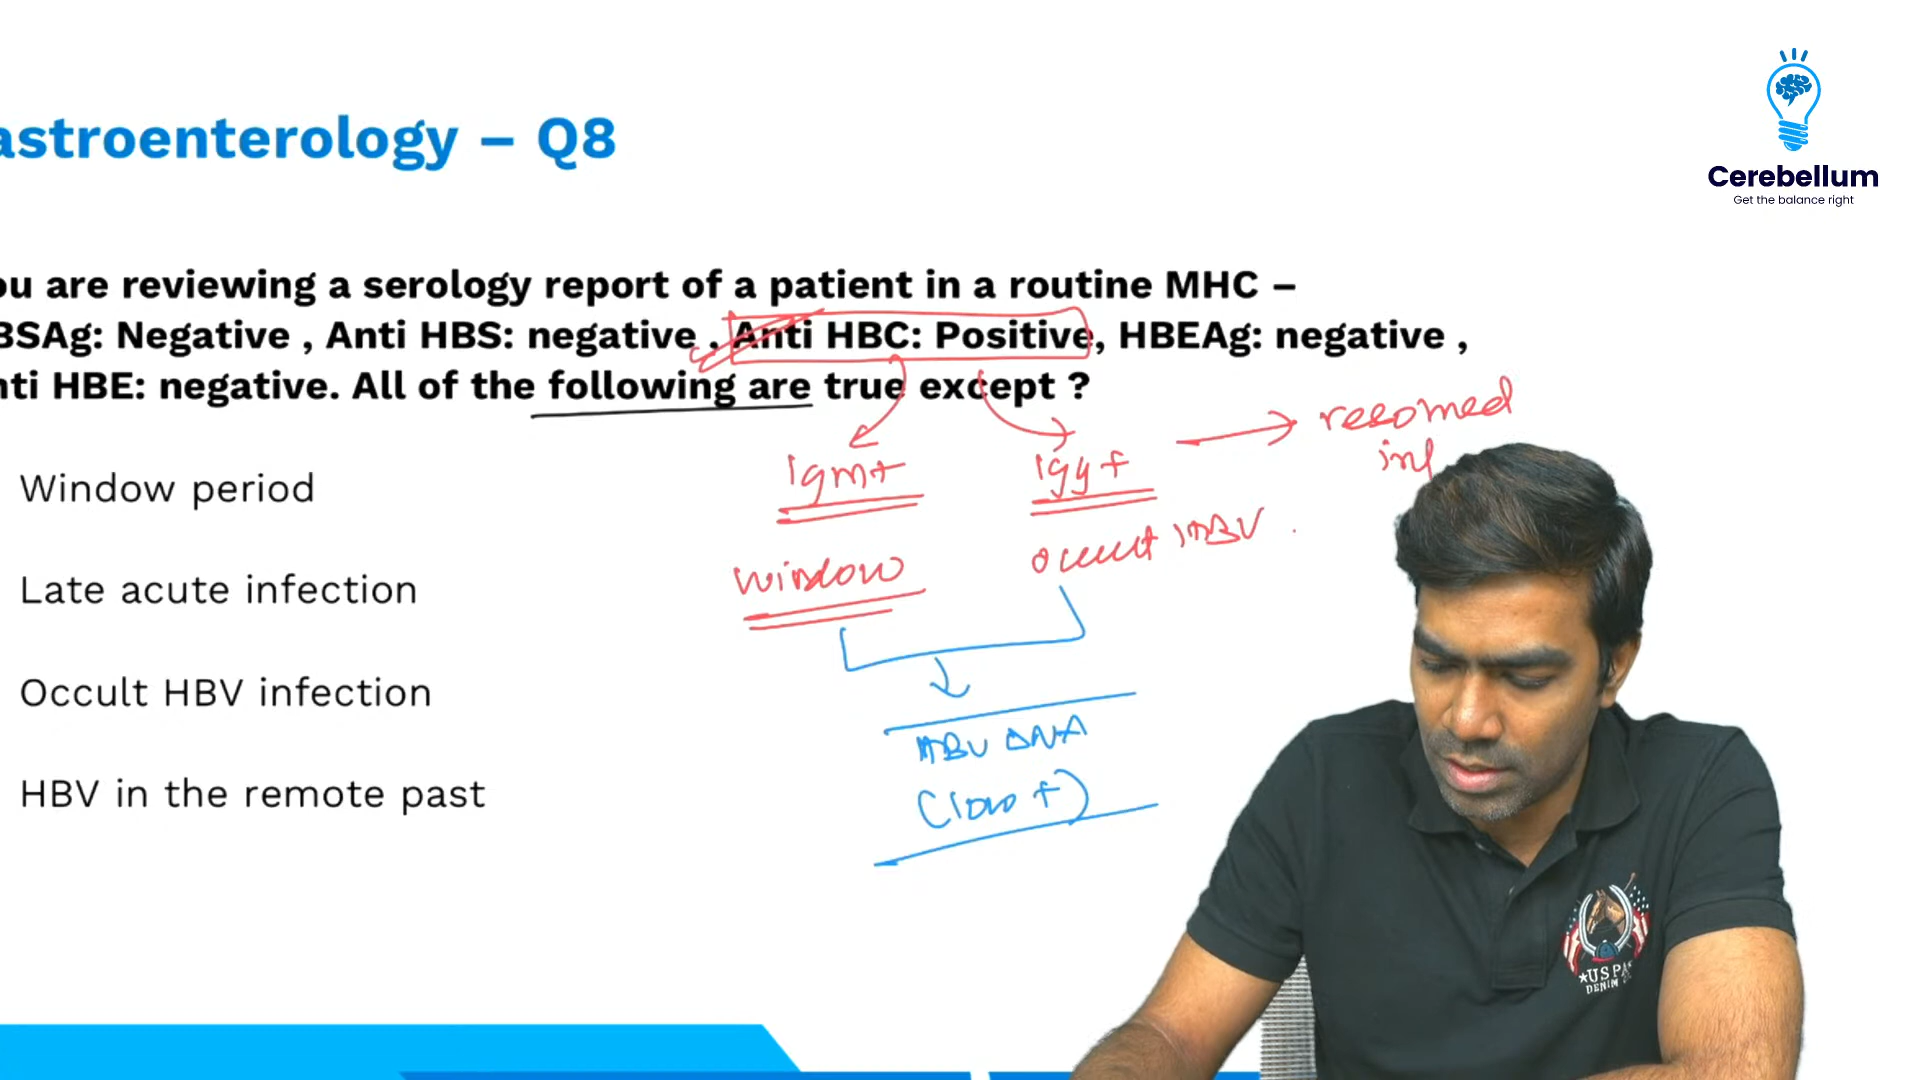 astroenterology – Q8
Cerebellum
Get the balance right
ou are reviewing a serology report of a patient in a routine MHC –
BSAg: Negative , Anti HBS: negative , Anti HBC: Positive, HBEAg: negative ,
nti HBE: negative. All of the following are true except ?
Window period
Late acute infection
Occult HBV infection
HBV in the remote past
Igm+
Igg +
inf
window
occult HBV
HBV DNA
(low +)
★US PA
DENIM